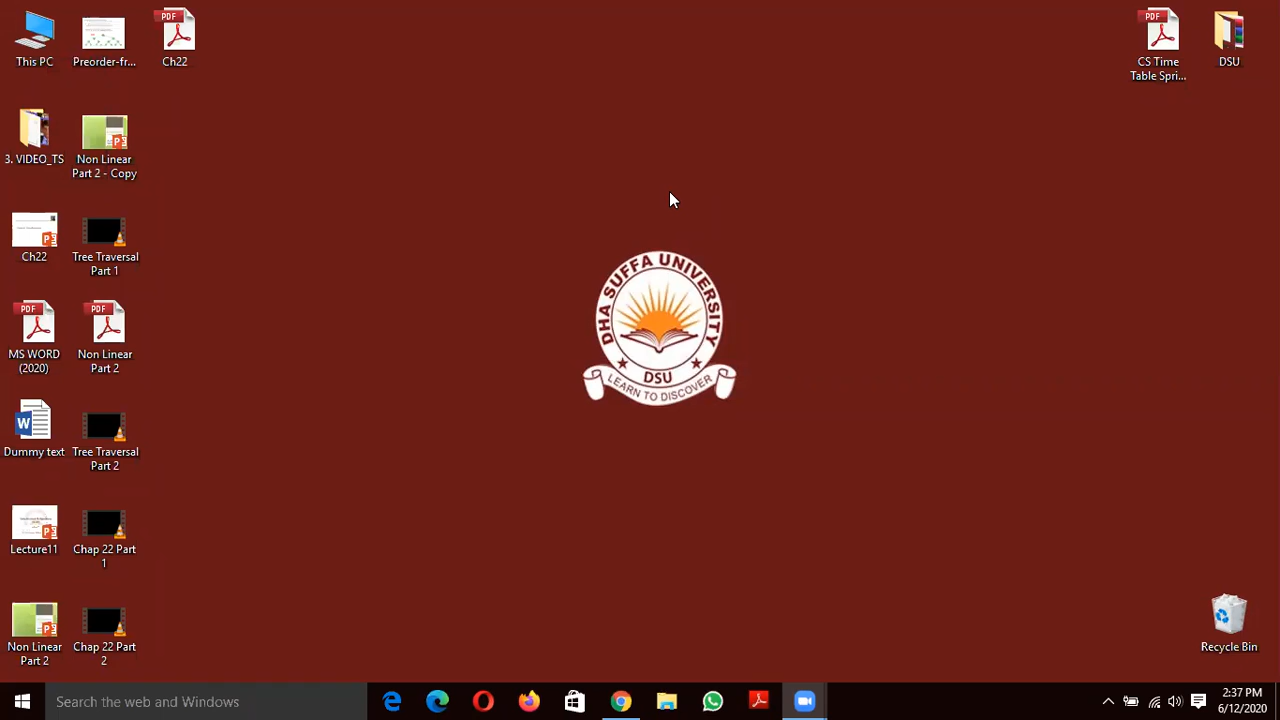 This PC
Preorder-fr...
PDF
Ch22
PDF
CS Time
Table Spri...
DSU
3. VIDEO_TS
Non Linear
Part 2 - Copy
Ch22
Tree Traversal
Part 1
PDF
MS WORD
(2020)
PDF
Non Linear
Part 2
DHA SUFFA UNIVERSITY
DSU
LEARN TO DISCOVER
Dummy text
Tree Traversal
Part 2
Lecture11
Chap 22 Part
1
Non Linear
Part 2
Chap 22 Part
2
Recycle Bin
Search the web and Windows
2:37 PM
6/12/2020